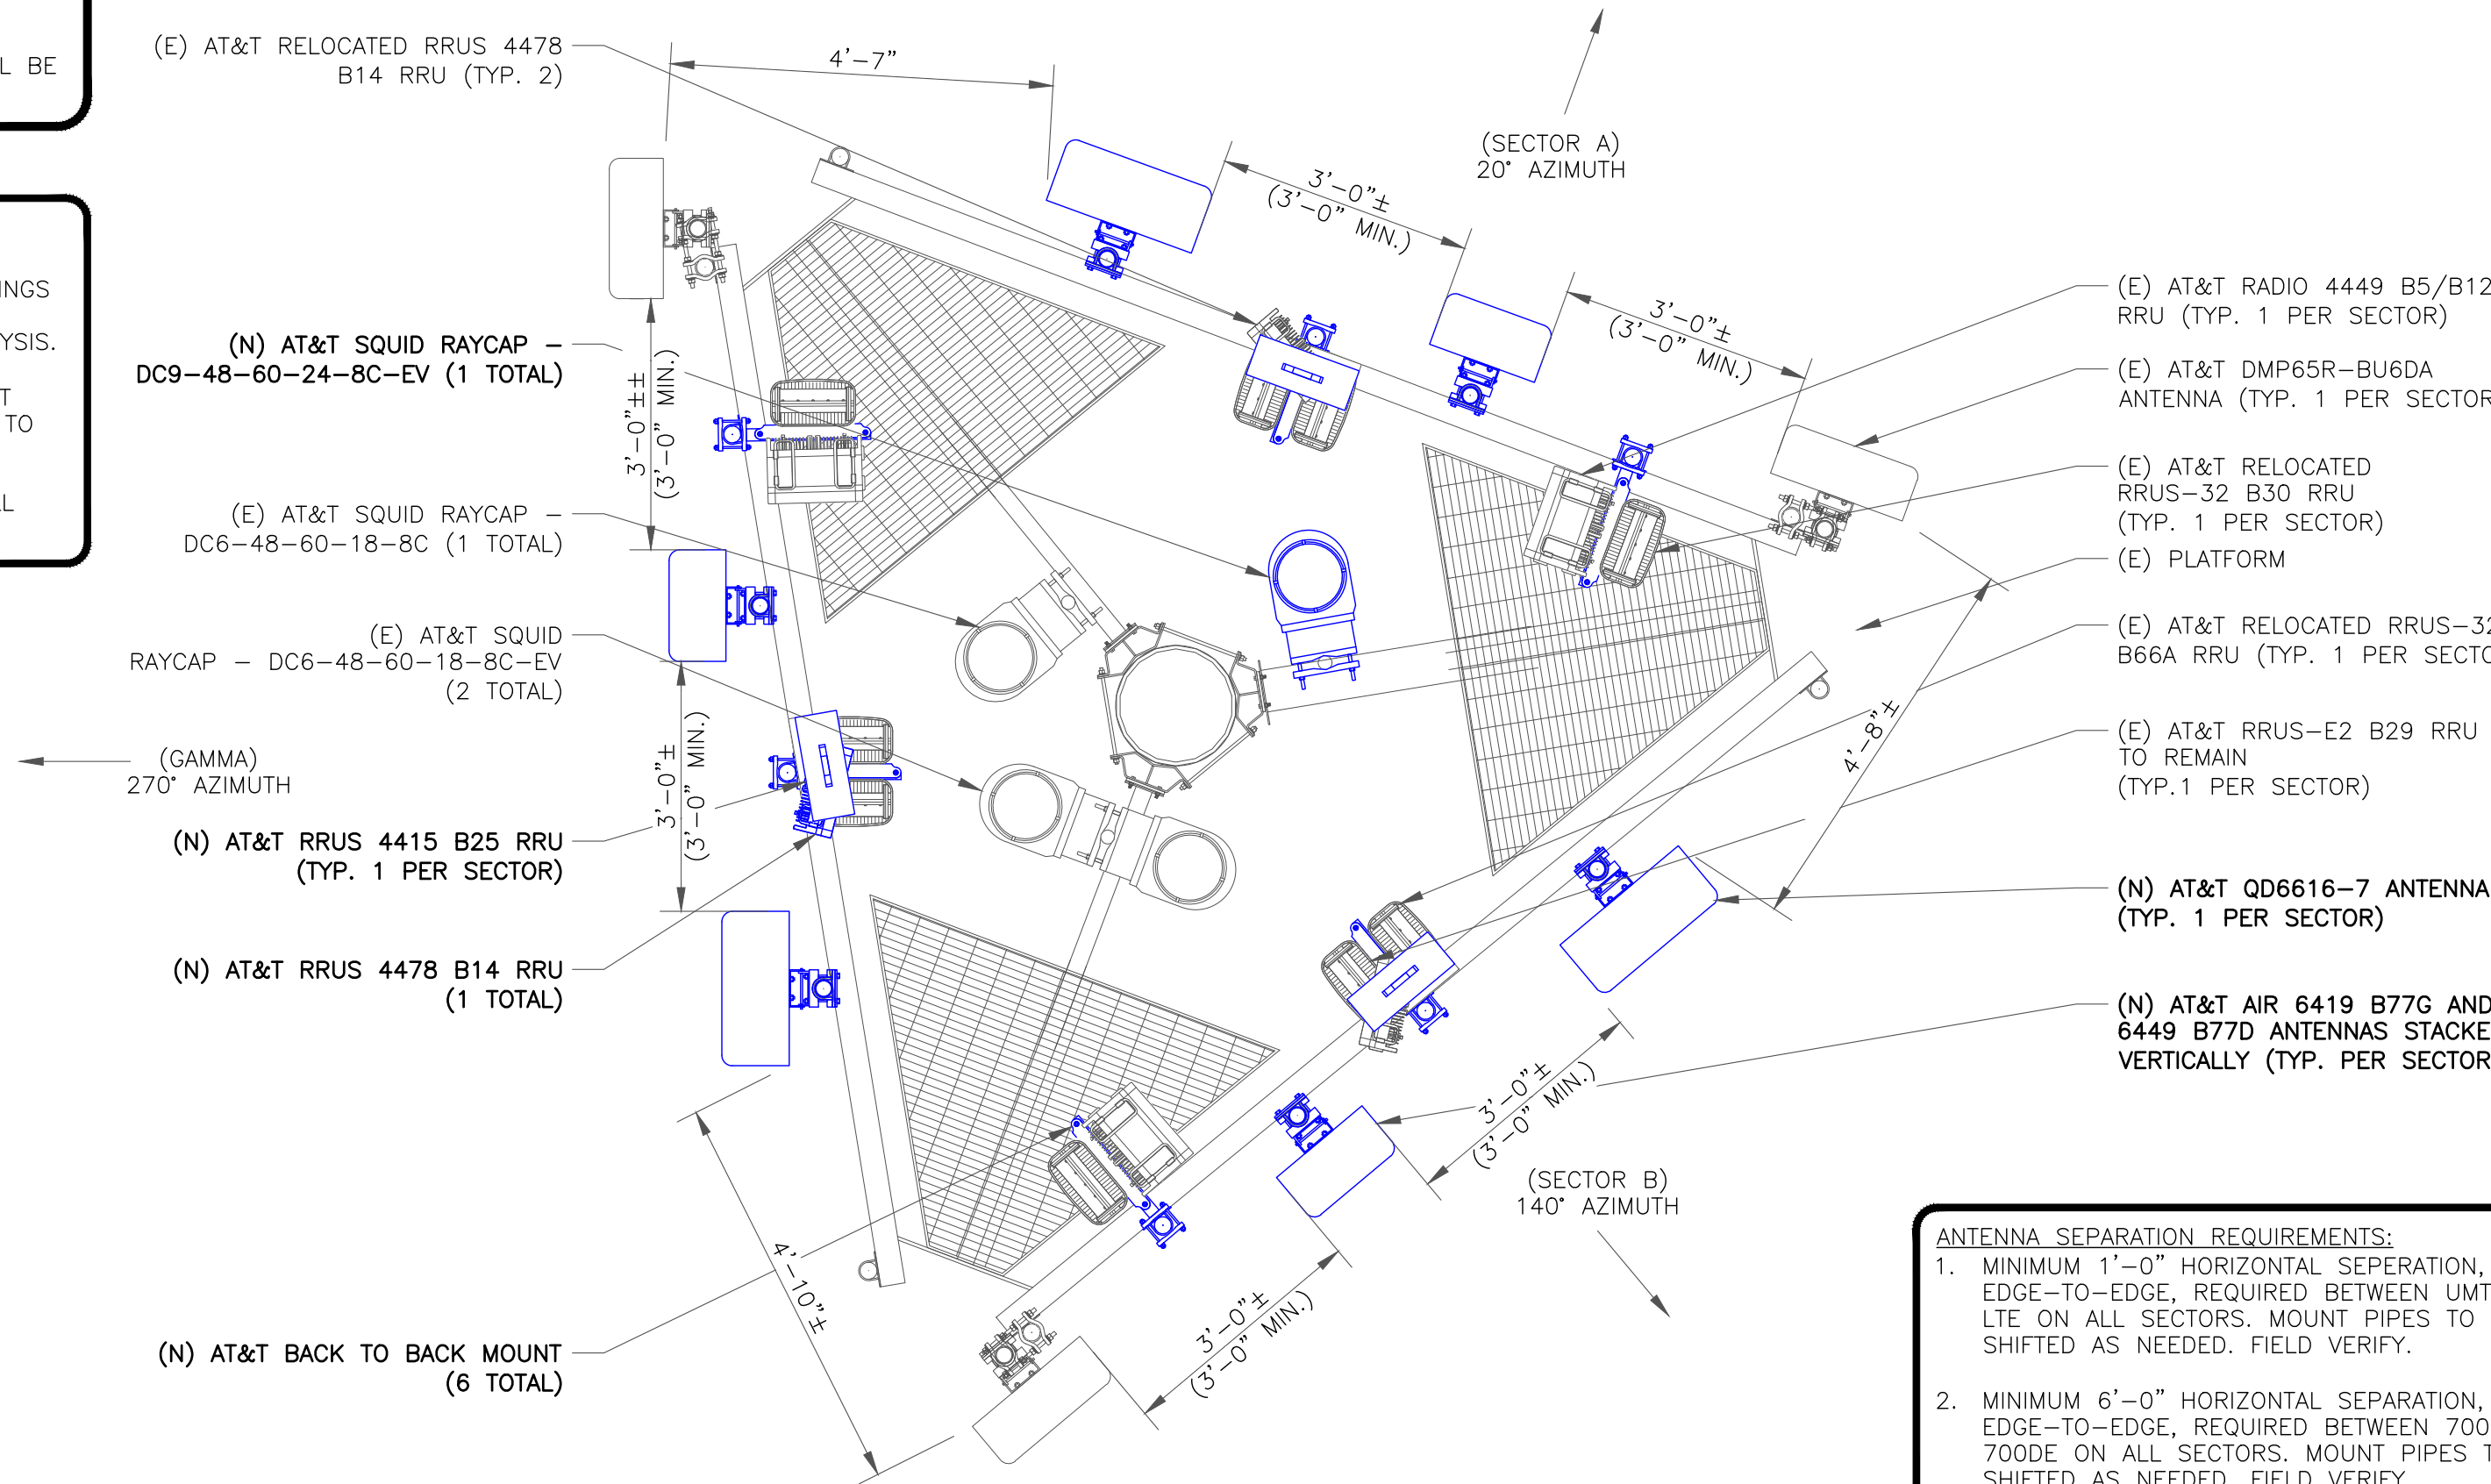 L BE
INGS
YSIS.
T
TO
LL
(E) AT&T RELOCATED RRUS 4478
B14 RRU (TYP. 2)
4'-7"
(SECTOR A)
20° AZIMUTH
3'-0"±
(3'-0" MIN.)
3'-0"±
(3'-0" MIN.)
(N) AT&T SQUID RAYCAP -
DC9-48-60-24-8C-EV (1 TOTAL)
3'-0"±±
(3'-0" MIN.)
(E) AT&T SQUID RAYCAP -
DC6-48-60-18-8C (1 TOTAL)
(E) AT&T SQUID
RAYCAP - DC6-48-60-18-8C-EV
(2 TOTAL)
(GAMMA)
270° AZIMUTH
3'-0"±
(3'-0" MIN.)
(N) AT&T RRUS 4415 B25 RRU
(TYP. 1 PER SECTOR)
(N) AT&T RRUS 4478 B14 RRU
(1 TOTAL)
4'-10"±
(N) AT&T BACK TO BACK MOUNT
(6 TOTAL)
(E) AT&T RADIO 4449 B5/B12
RRU (TYP. 1 PER SECTOR)
(E) AT&T DMP65R-BU6DA
ANTENNA (TYP. 1 PER SECTOR
(E) AT&T RELOCATED
RRUS-32 B30 RRU
(TYP. 1 PER SECTOR)
(E) PLATFORM
(E) AT&T RELOCATED RRUS-32
B66A RRU (TYP. 1 PER SECTO
4'-8"±
(E) AT&T RRUS-E2 B29 RRU
TO REMAIN
(TYP.1 PER SECTOR)
(N) AT&T QD6616-7 ANTENNA
(TYP. 1 PER SECTOR)
(N) AT&T AIR 6419 B77G AND
6449 B77D ANTENNAS STACKE
VERTICALLY (TYP. PER SECTOR
3'-0"±
(3'-0" MIN.)
(SECTOR B)
140° AZIMUTH
3'-0"±
(3'-0" MIN.)
ANTENNA SEPARATION REQUIREMENTS:
1. MINIMUM 1'-0" HORIZONTAL SEPERATION,
EDGE-TO-EDGE, REQUIRED BETWEEN UMT
LTE ON ALL SECTORS. MOUNT PIPES TO
SHIFTED AS NEEDED. FIELD VERIFY.
2. MINIMUM 6'-0" HORIZONTAL SEPARATION,
EDGE-TO-EDGE, REQUIRED BETWEEN 700
700DE ON ALL SECTORS. MOUNT PIPES T
SHIFTED AS NEEDED. FIELD VERIFY.